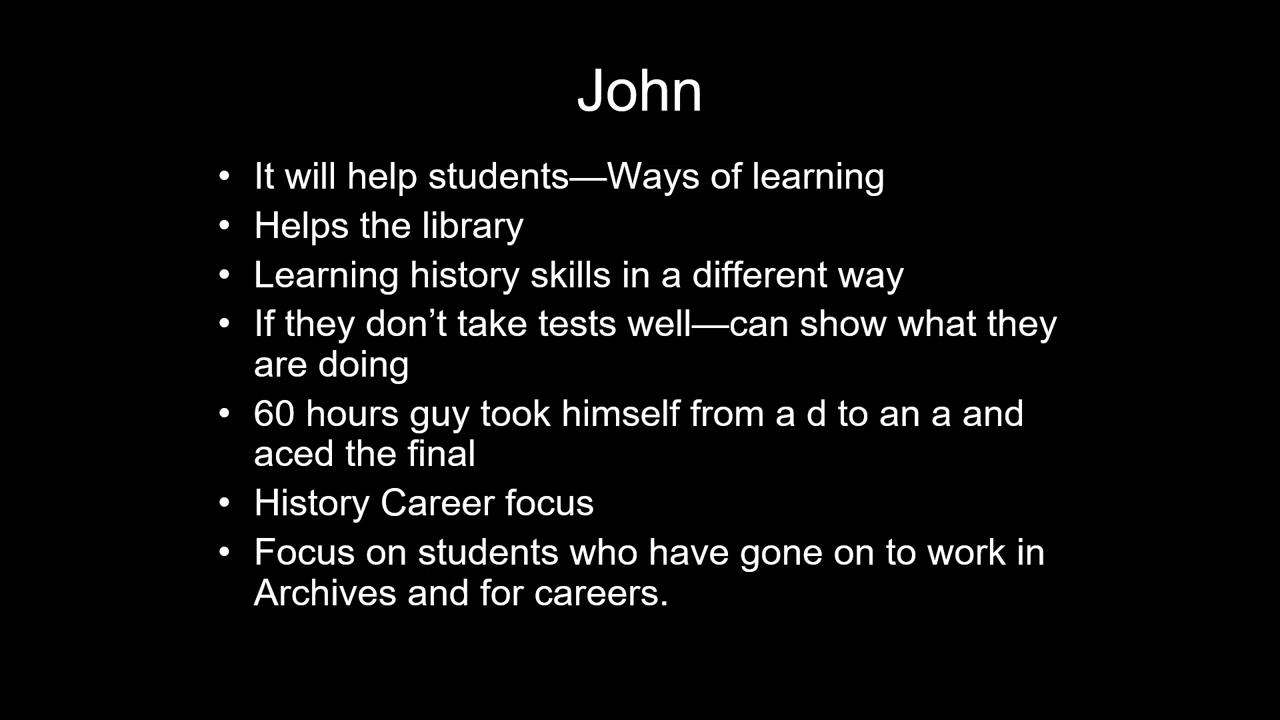 John
• It will help students—Ways of learning
• Helps the library
• Learning history skills in a different way
• If they don’t take tests well—can show what they
are doing
• 60 hours guy took himself from a d to an a and
aced the final
• History Career focus
• Focus on students who have gone on to work in
Archives and for careers.